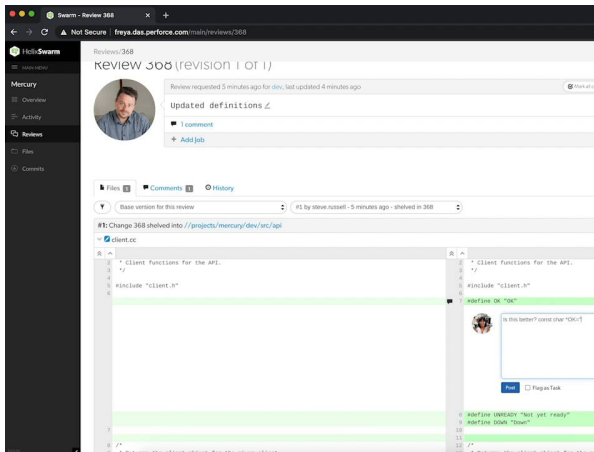 Swarm - Review 368
Not Secure | freya.das.perforce.com/main/reviews/368
HelixSwarm
MAIN MENU
Mercury
Overview
Activity
Reviews
Files
Commits
Reviews/368
Review 368 (revision 1 of 1)
Review requested 5 minutes ago for dev, last updated 4 minutes ago
Updated definitions
1 comment
+ Add Job
Files 1
Comments 1
History
Base version for this review
#1 by steve.russell - 5 minutes ago - shelved in 368
#1: Change 368 shelved into //projects/mercury/dev/src/api
client.cc
2 * Client functions for the API.
3 */
4
5 #include "client.h"
6
7
8 /*
2 * Client functions for the API.
3 */
4
5 #include "client.h"
6
7 #define OK "OK"
Is this better? const char *OK="
Post
Flag as Task
8 #define UNREADY "Not yet ready"
9 #define DOWN "Down"
10
11
12 /*